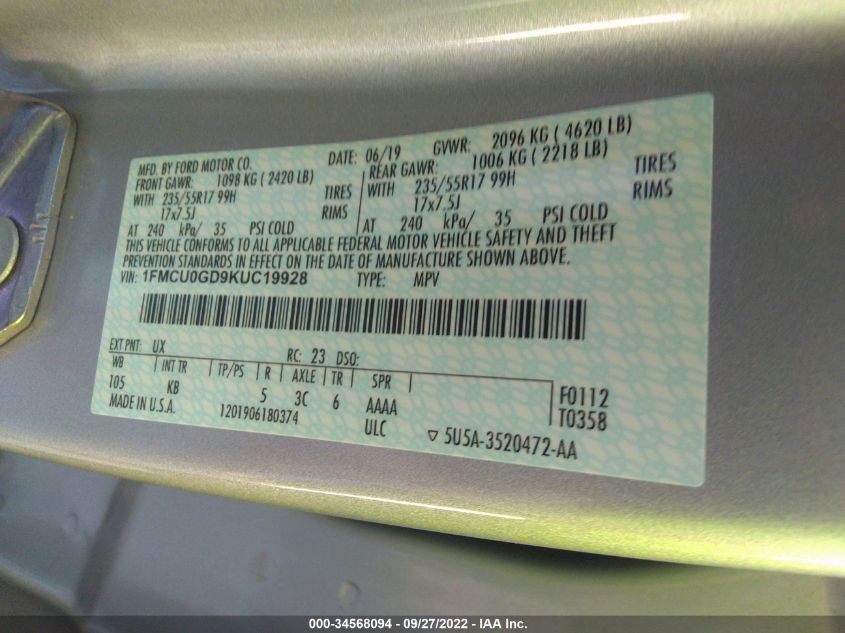 MFD. BY FORD MOTOR CO. DATE: 06/19 GVWR: 2096 KG ( 4620 LB)
FRONT GAWR: 1098 KG ( 2420 LB) REAR GAWR: 1006 KG ( 2218 LB)
WITH 235/55R17 99H TIRES WITH 235/55R17 99H TIRES
17x7.5J RIMS 17x7.5J RIMS
AT 240 kPa/ 35 PSI COLD AT 240 kPa/ 35 PSI COLD
THIS VEHICLE CONFORMS TO ALL APPLICABLE FEDERAL MOTOR VEHICLE SAFETY AND THEFT
PREVENTION STANDARDS IN EFFECT ON THE DATE OF MANUFACTURE SHOWN ABOVE.
VIN: 1FMCU0GD9KUC19928 TYPE: MPV
EXT PNT: UX RC: 23 DSO:
WB INT TR TP/PS R AXLE TR SPR
105 KB 5 3C 6 AAAA F0112
MADE IN U.S.A. 1201906180374 ULC T0358
▽ 5U5A-3520472-AA
000-34568094 - 09/27/2022 - IAA Inc.